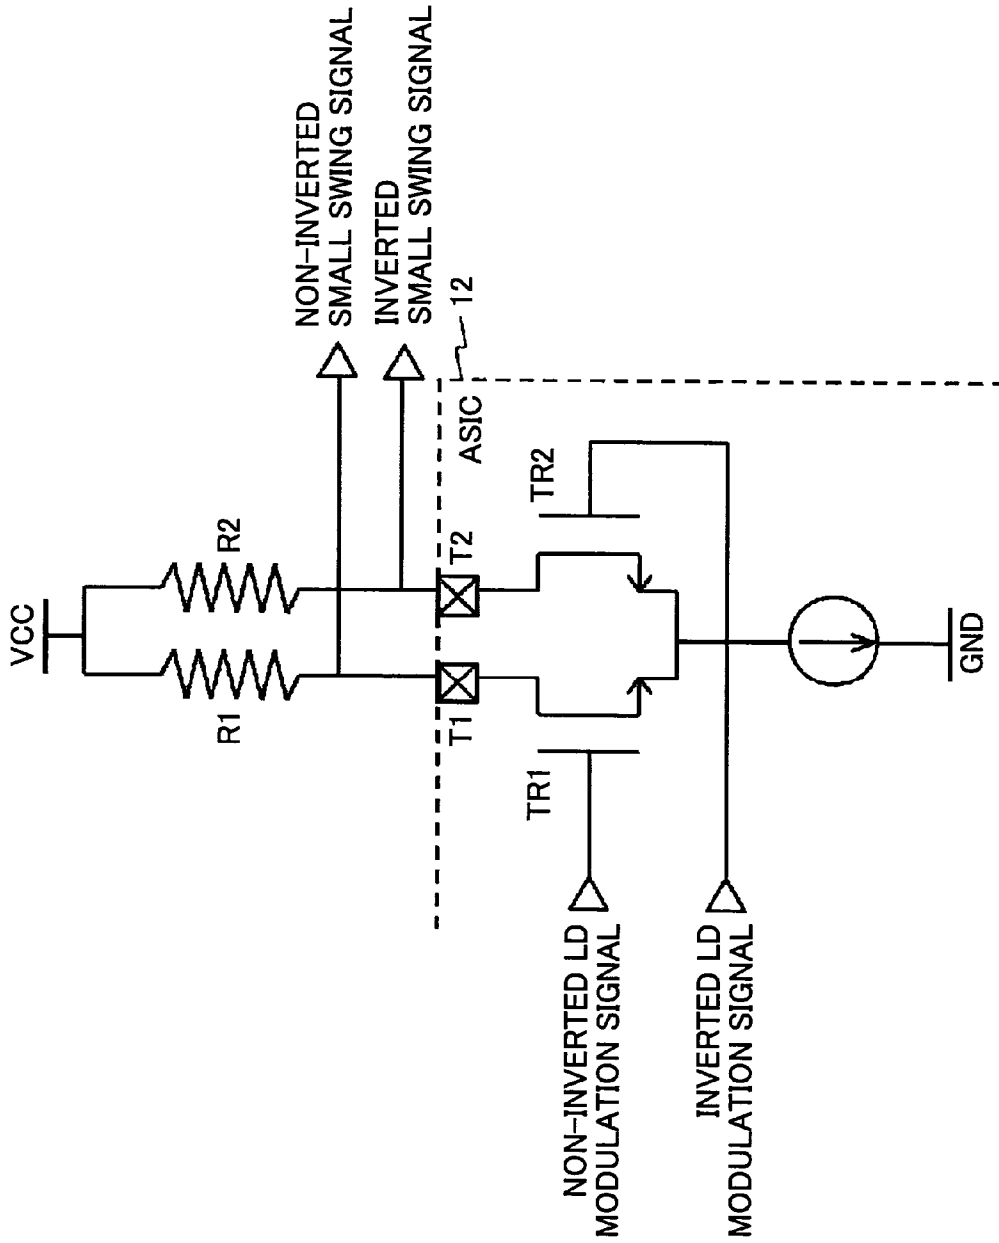 VCC
R1
R2
NON-INVERTED
SMALL SWING SIGNAL
INVERTED
SMALL SWING SIGNAL
12
ASIC
T1
T2
TR1
TR2
NON-INVERTED LD
MODULATION SIGNAL
INVERTED LD
MODULATION SIGNAL
GND